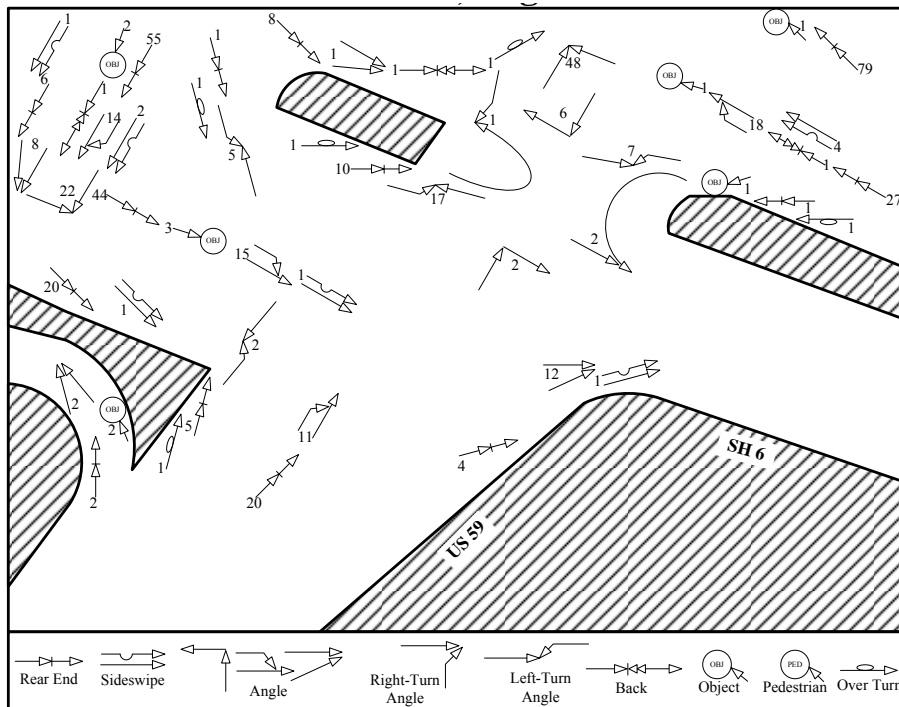 1 2 55 1 8 1 1 1 1 48 OBJ 1 79
OBJ
6 1 1 OBJ 1
14 2 6 18 4
8 5 1 1 7
22 44 10 17 OBJ 1 27
3 OBJ 15 2 2 1
20 1 1
2 12 1
2 OBJ 2 1 5 11 4
2 20
SH 6
US 59
Rear End
Sideswipe
Angle
Right-Turn
Angle
Left-Turn
Angle
Back
OBJ
Object
PED
Pedestrian
Over Turn